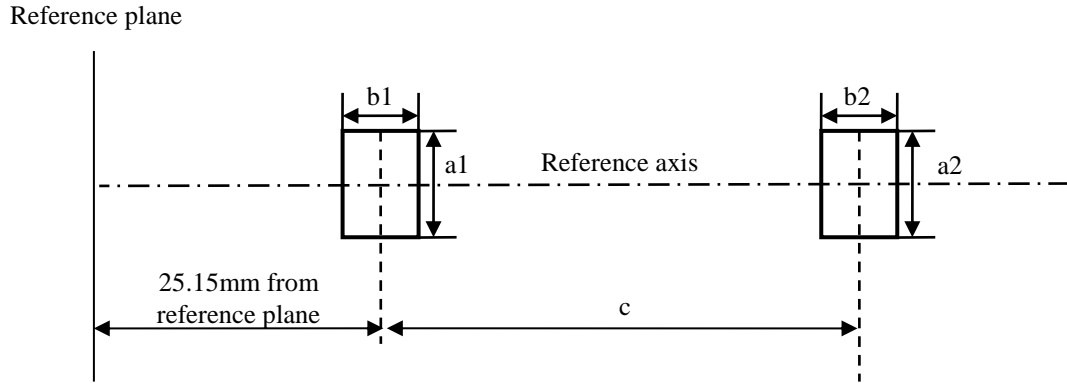 Reference plane
b1
b2
a1
Reference axis
a2
25.15mm from
reference plane
c